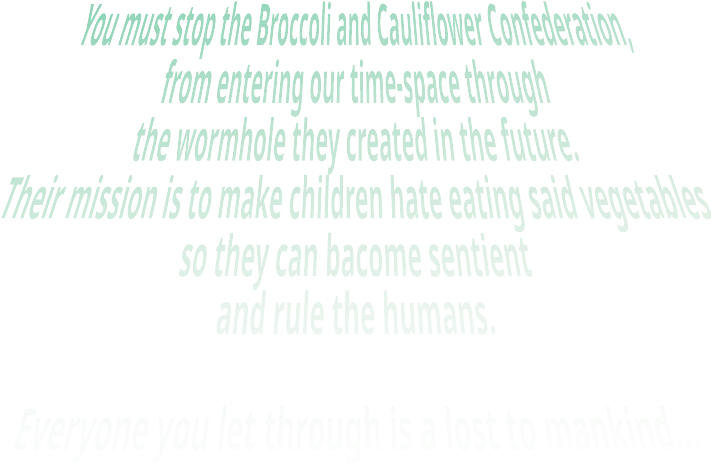 You must stop the Broccoli and Cauliflower Confederation,
from entering our time-space through
the wormhole they created in the future.
Their mission is to make children hate eating said vegetables
so they can bacome sentient
and rule the humans.
Everyone you let through is a lost to mankind...